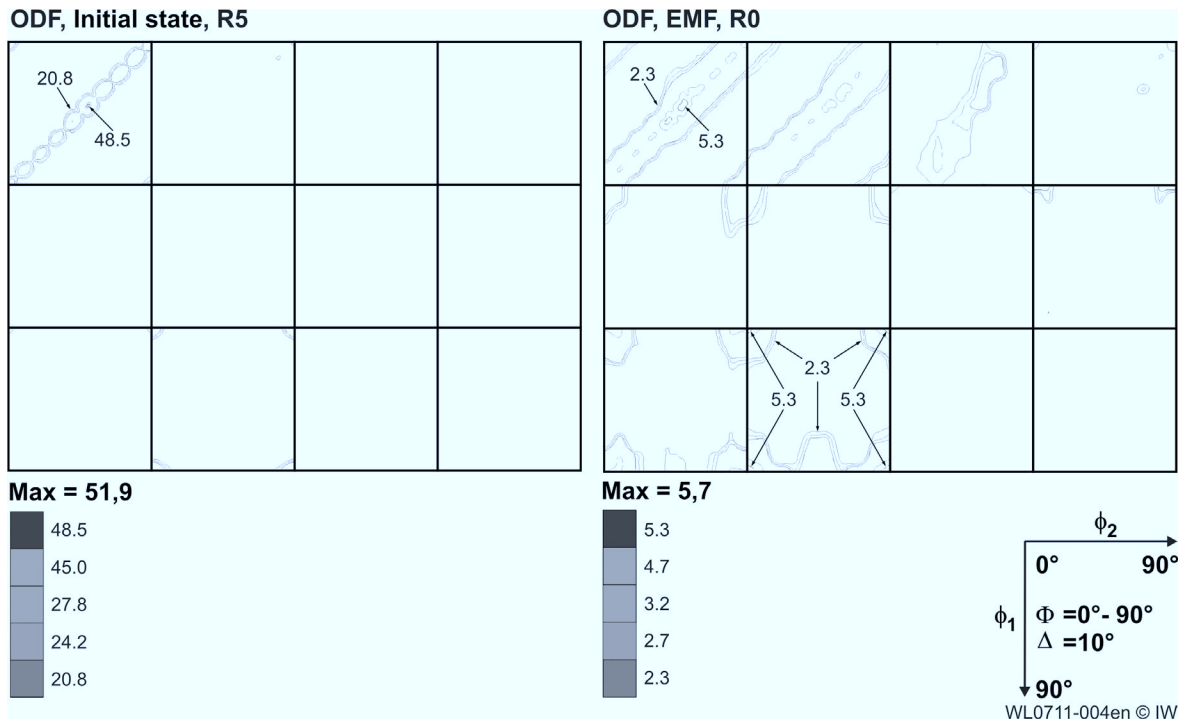 ODF, Initial state, R5
ODF, EMF, R0
20.8
48.5
2.3
5.3
2.3
5.3
5.3
Max = 51,9
48.5
45.0
27.8
24.2
20.8
Max = 5,7
5.3
4.7
3.2
2.7
2.3
ϕ2
0°
90°
ϕ1
Φ =0°- 90°
Δ =10°
90°
WL0711-004en © IW